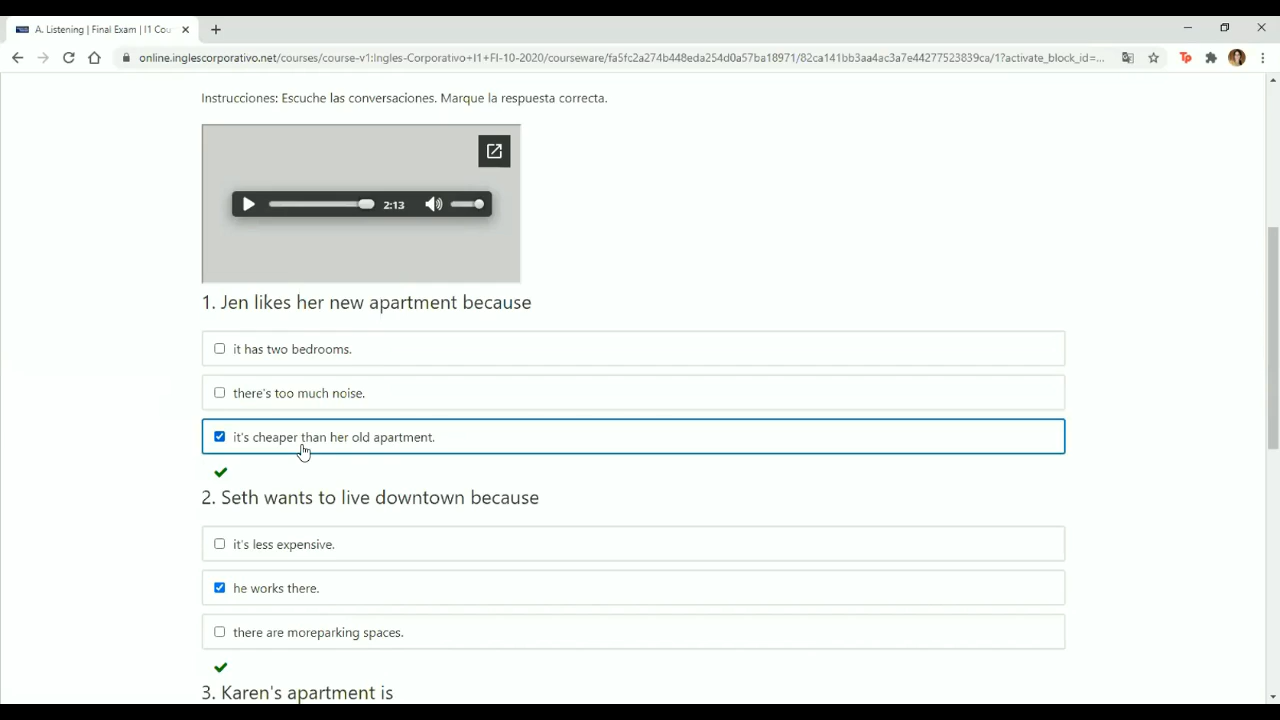 A. Listening | Final Exam | I1 Cou
online.inglescorporativo.net/courses/course-v1:Ingles-Corporativo+I1+FI-10-2020/courseware/fa5fc2a274b448eda254d0a57ba18971/82ca141bb3aa4ac3a7e44277523839ca/1?activate_block_id=...
Tp
Instrucciones: Escuche las conversaciones. Marque la respuesta correcta.
2:13
1. Jen likes her new apartment because
it has two bedrooms.
there's too much noise.
it's cheaper than her old apartment.
2. Seth wants to live downtown because
it's less expensive.
he works there.
there are moreparking spaces.
3. Karen's apartment is